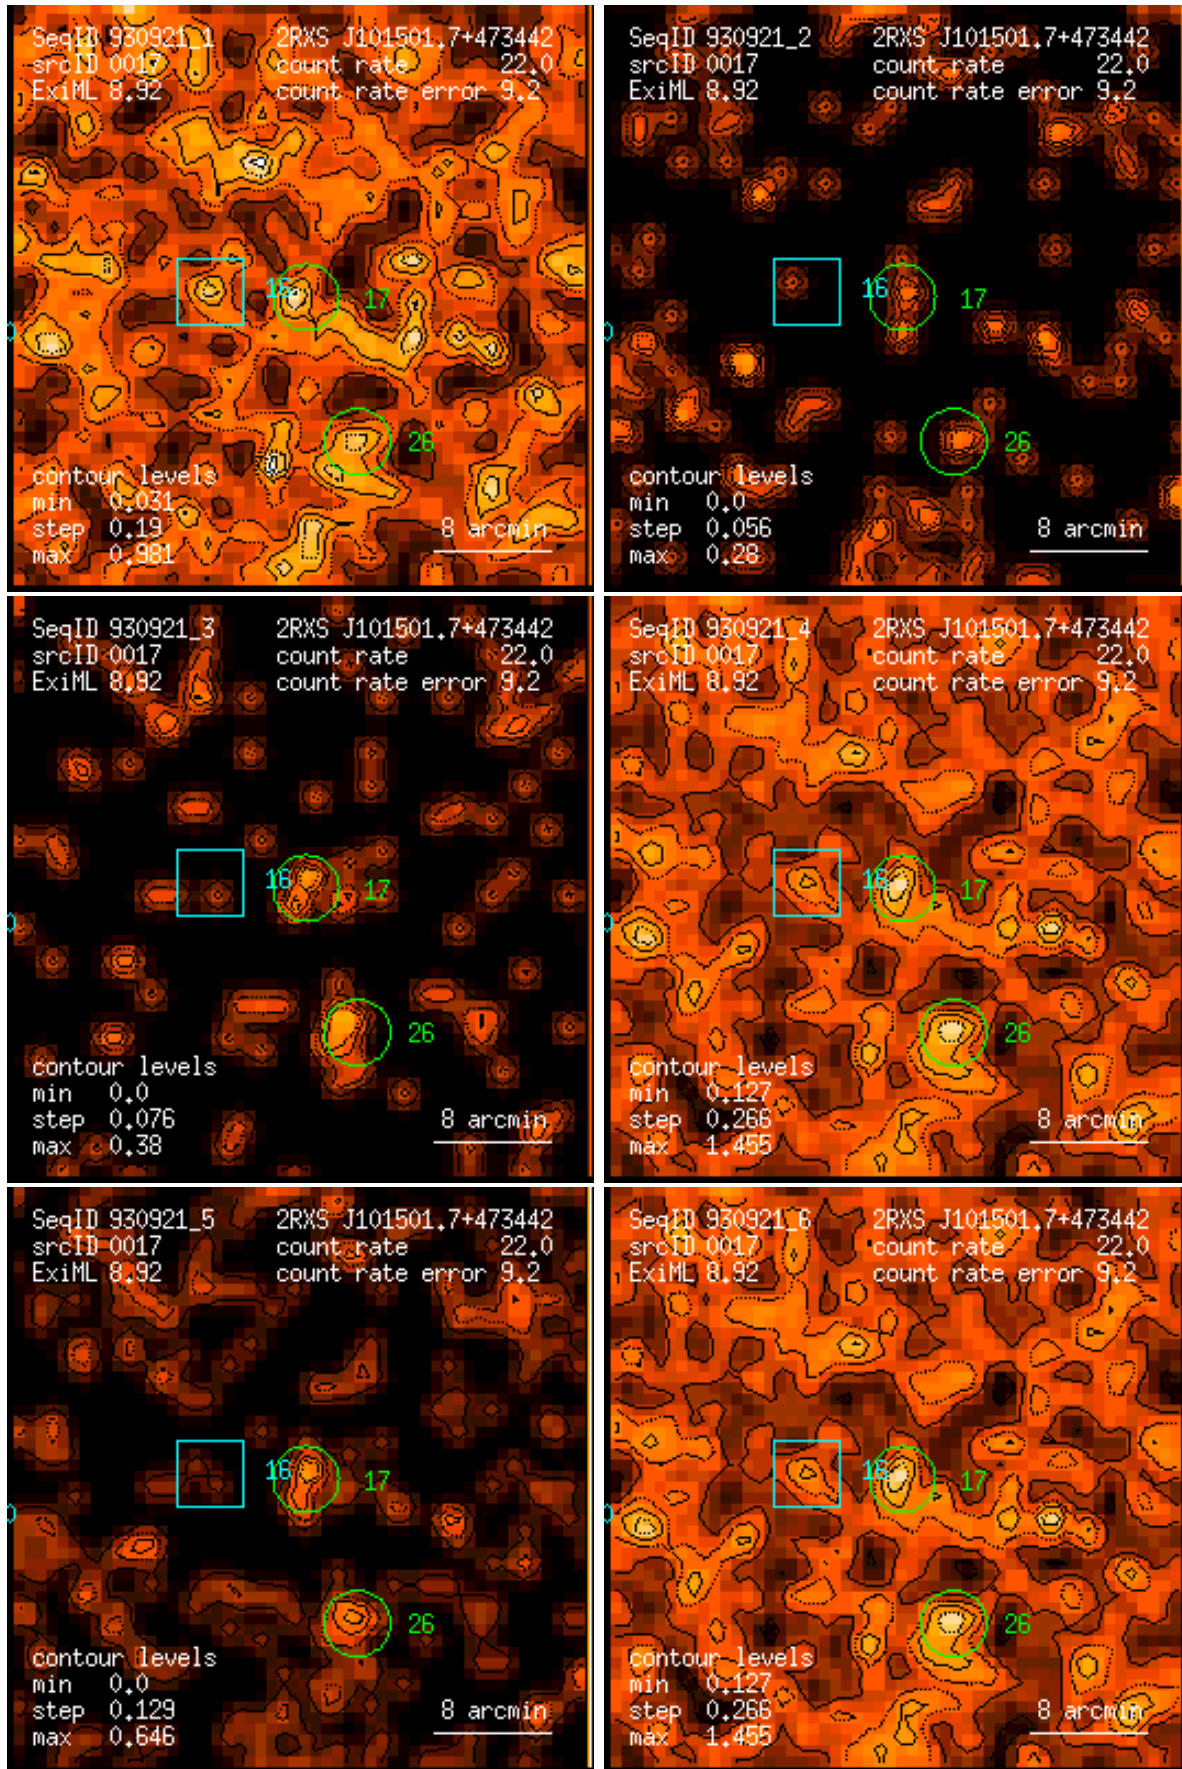 SeqID 930921_1 2RXS J101501.7+473442
srcID 0017 count rate 22.0
ExiML 8.92 count rate error 9.2
16 17
26
contour levels
min 0.031
step 0.19 8 arcmin
max 0.981
SeqID 930921_2 2RXS J101501.7+473442
srcID 0017 count rate 22.0
ExiML 8.92 count rate error 9.2
16 17
26
contour levels
min 0.0
step 0.056 8 arcmin
max 0.28
SeqID 930921_3 2RXS J101501.7+473442
srcID 0017 count rate 22.0
ExiML 8.92 count rate error 9.2
16 17
26
contour levels
min 0.0
step 0.076 8 arcmin
max 0.38
SeqID 930921_4 2RXS J101501.7+473442
srcID 0017 count rate 22.0
ExiML 8.92 count rate error 9.2
16 17
26
contour levels
min 0.127
step 0.266 8 arcmin
max 1.455
SeqID 930921_5 2RXS J101501.7+473442
srcID 0017 count rate 22.0
ExiML 8.92 count rate error 9.2
16 17
26
contour levels
min 0.0
step 0.129 8 arcmin
max 0.646
SeqID 930921_6 2RXS J101501.7+473442
srcID 0017 count rate 22.0
ExiML 8.92 count rate error 9.2
16 17
26
contour levels
min 0.127
step 0.266 8 arcmin
max 1.455